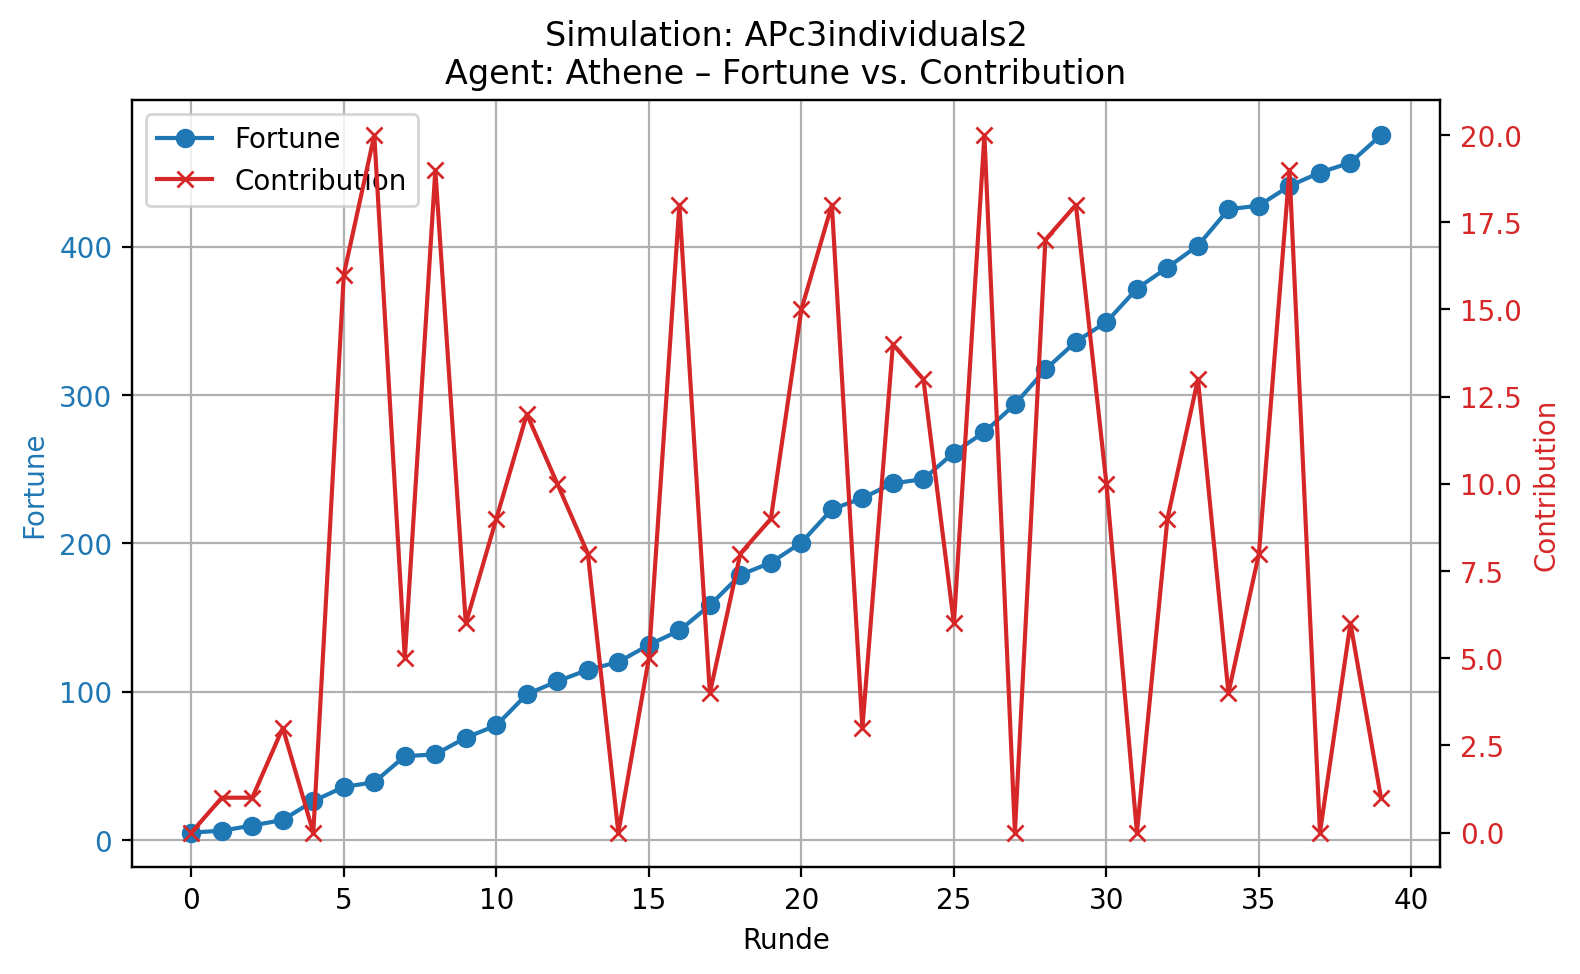 Simulation: APc3individuals2
Agent: Athene – Fortune vs. Contribution
Fortune
Contribution
400
300
200
100
0
Fortune
20.0
17.5
15.0
12.5
10.0
7.5
5.0
2.5
0.0
Contribution
0 5 10 15 20 25 30 35 40
Runde